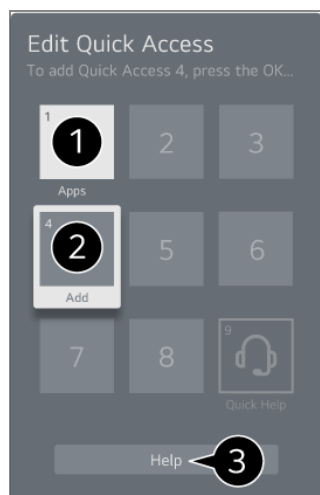 Edit Quick Access
To add Quick Access 4, press the OK...
1
1
2
3
Apps
4
2
5
6
Add
7
8
9
Quick Help
Help
3